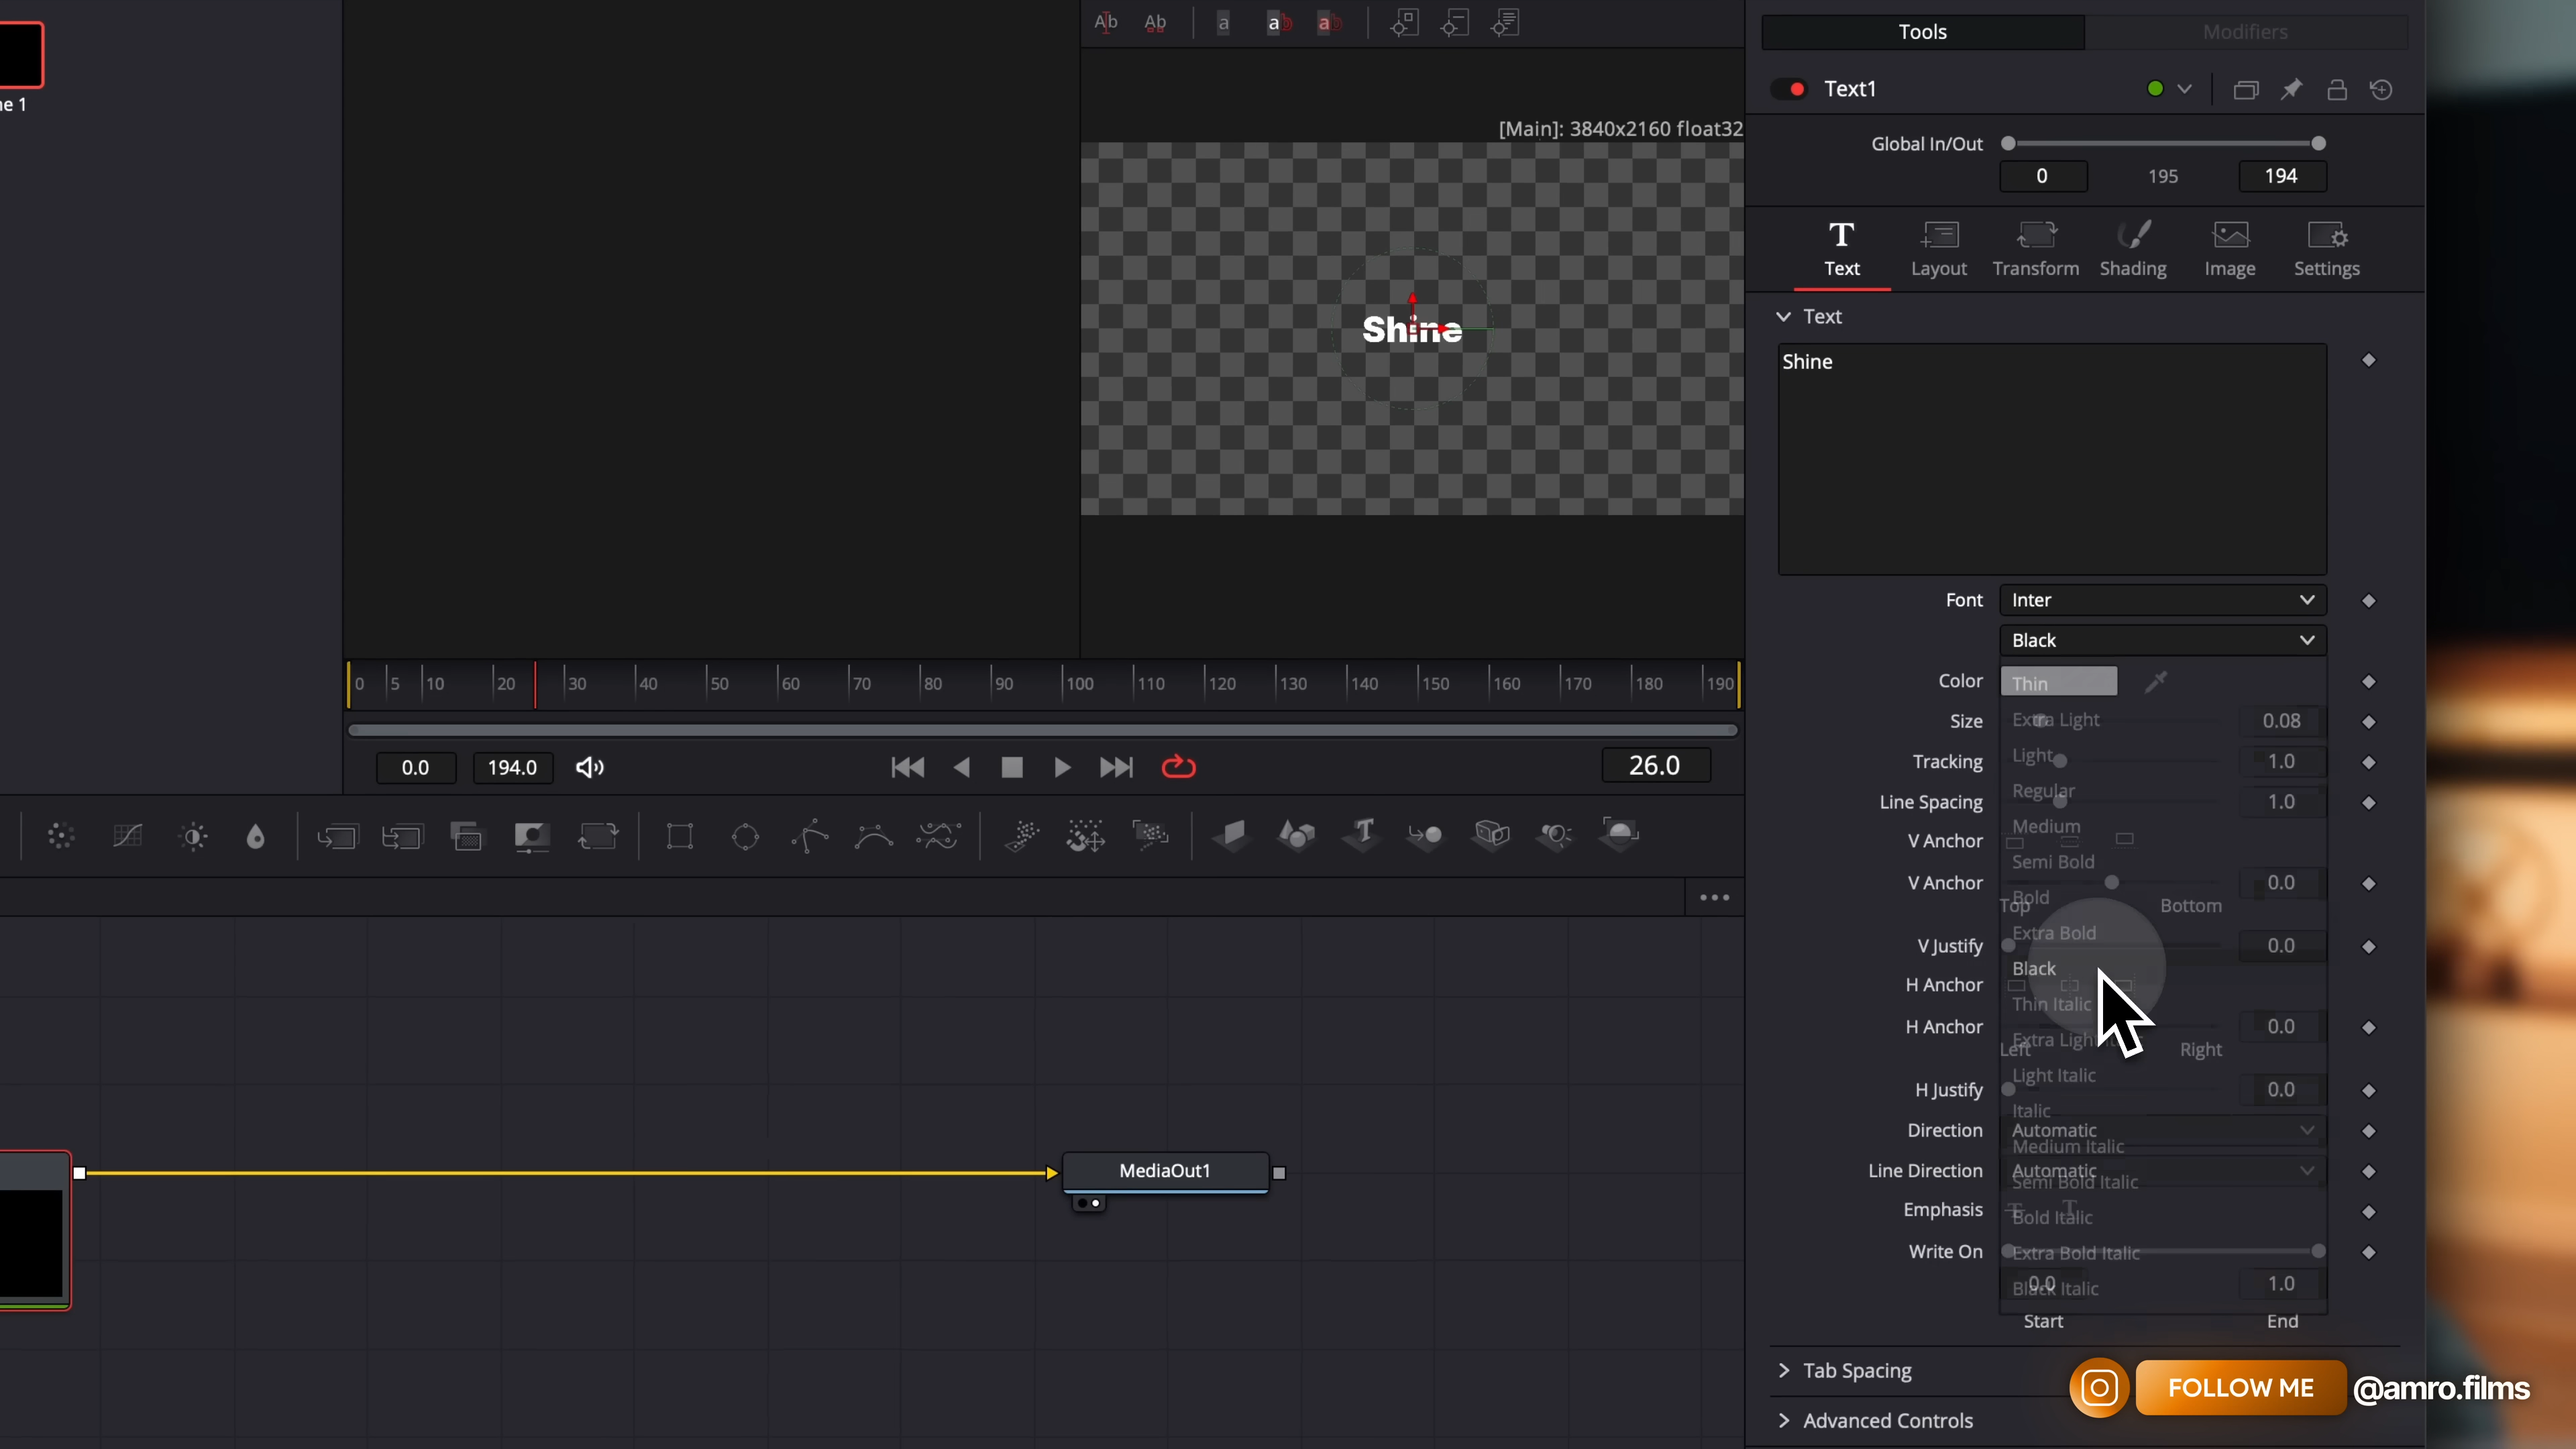 Ab Ab a ab ab
Tools Modifiers
ne 1
Text1
[Main]: 3840x2160 float32
Global In/Out
0 195 194
T
Text Layout Transform Shading Image Settings
Text
Shine
Shine
Font Inter
Black
Color Thin
Size Extra Light 0.08
Tracking Light 1.0
Line Spacing Regular 1.0
Medium
V Anchor
Semi Bold
V Anchor 0.0
Bold
Top Bottom
Extra Bold
V Justify 0.0
Black
H Anchor
Thin Italic
H Anchor 0.0
Extra Light
Left Right
Light Italic
H Justify 0.0
Italic
Direction Automatic
Medium Italic
Line Direction Automatic
Semi Bold Italic
Emphasis T T
Bold Italic
Write On Extra Bold Italic
0.0 1.0
Black Italic
Start End
Tab Spacing
Advanced Controls
0 5 10 20 30 40 50 60 70 80 90 100 110 120 130 140 150 160 170 180 190
0.0 194.0 26.0
T
MediaOut1
FOLLOW ME @amro.films